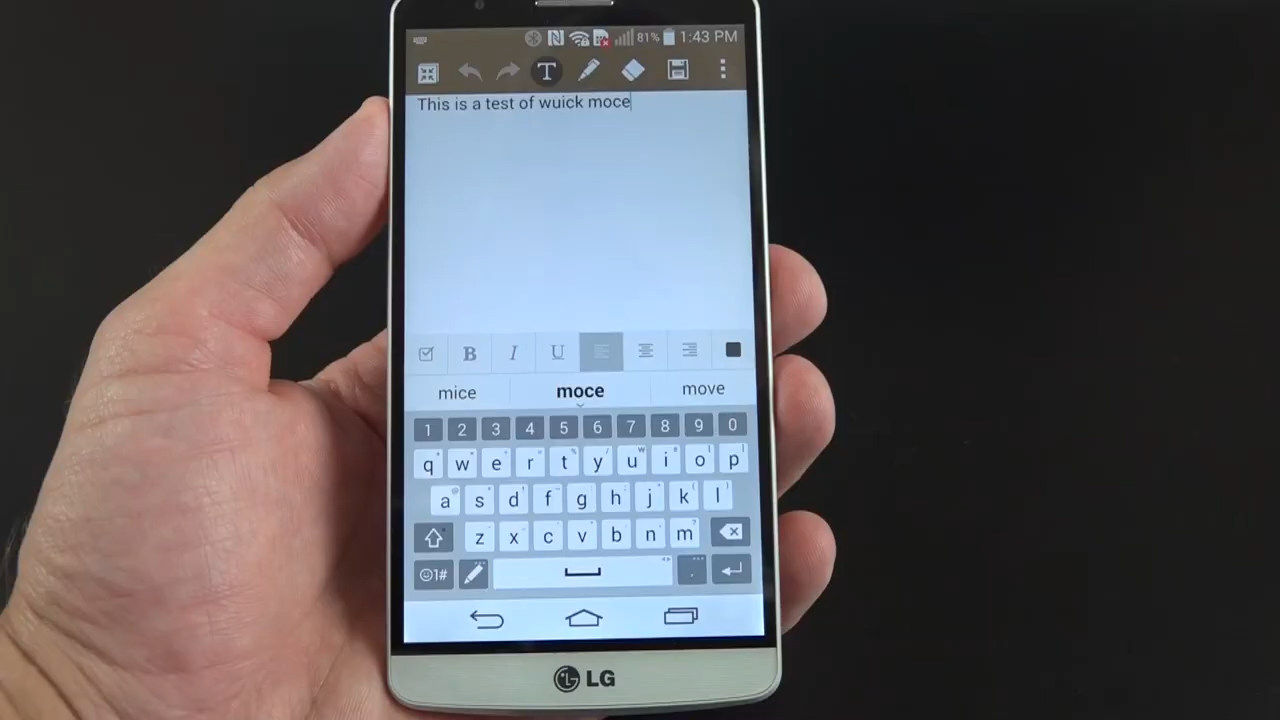 81% 1:43 PM
T
This is a test of wuick moce
B I U
mice moce move
1 2 3 4 5 6 7 8 9 0
q w e r t y u i o p
a s d f g h j k l
z x c v b n m
1# .
LG